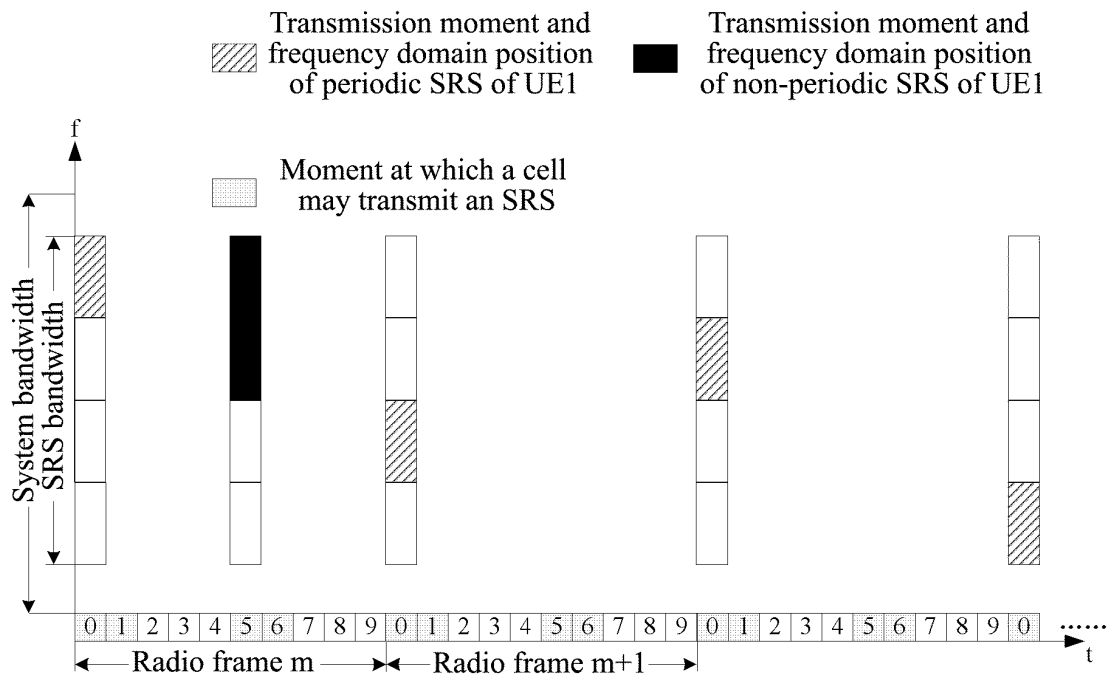 Transmission moment and
frequency domain position
of periodic SRS of UE1
Transmission moment and
frequency domain position
of non-periodic SRS of UE1
f
Moment at which a cell
may transmit an SRS
System bandwidth
SRS bandwidth
0 1 2 3 4 5 6 7 8 9 0 1 2 3 4 5 6 7 8 9 0 1 2 3 4 5 6 7 8 9 0 ......
Radio frame m
Radio frame m+1
t